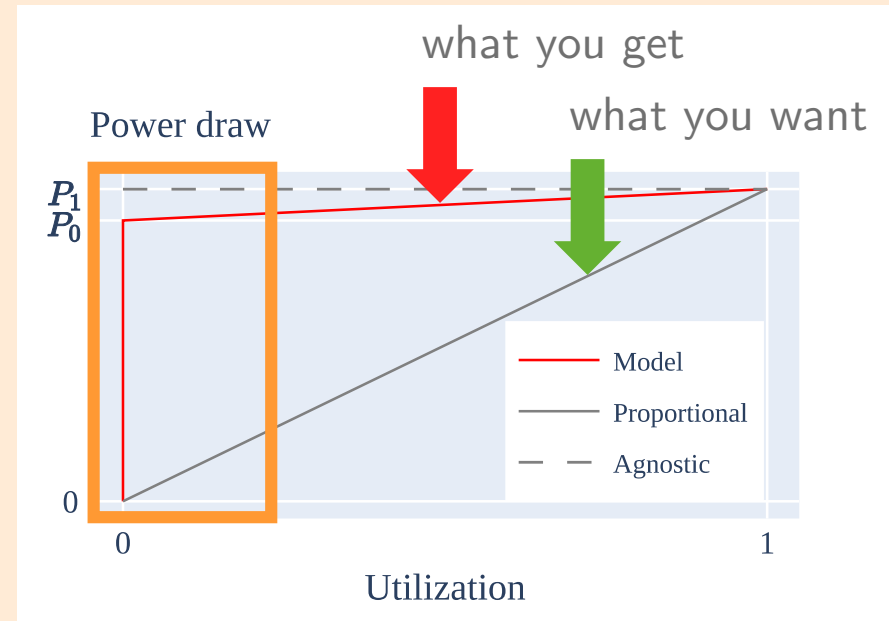 what you get
what you want
Power draw
P₁
P₀
Model
Proportional
Agnostic
0
0
1
Utilization